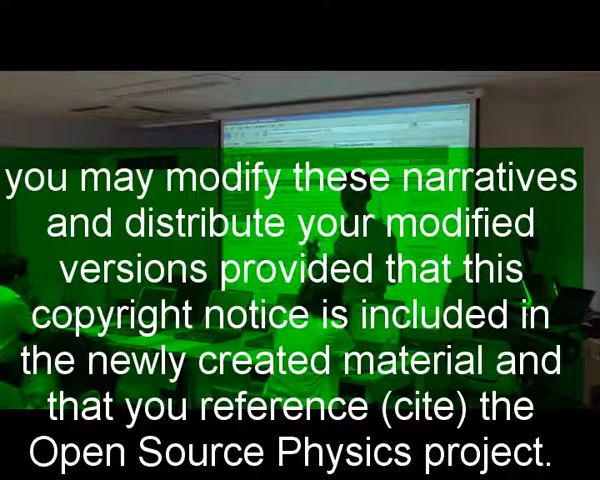 you may modify these narratives
and distribute your modified
versions provided that this
copyright notice is included in
the newly created material and
that you reference (cite) the
Open Source Physics project.